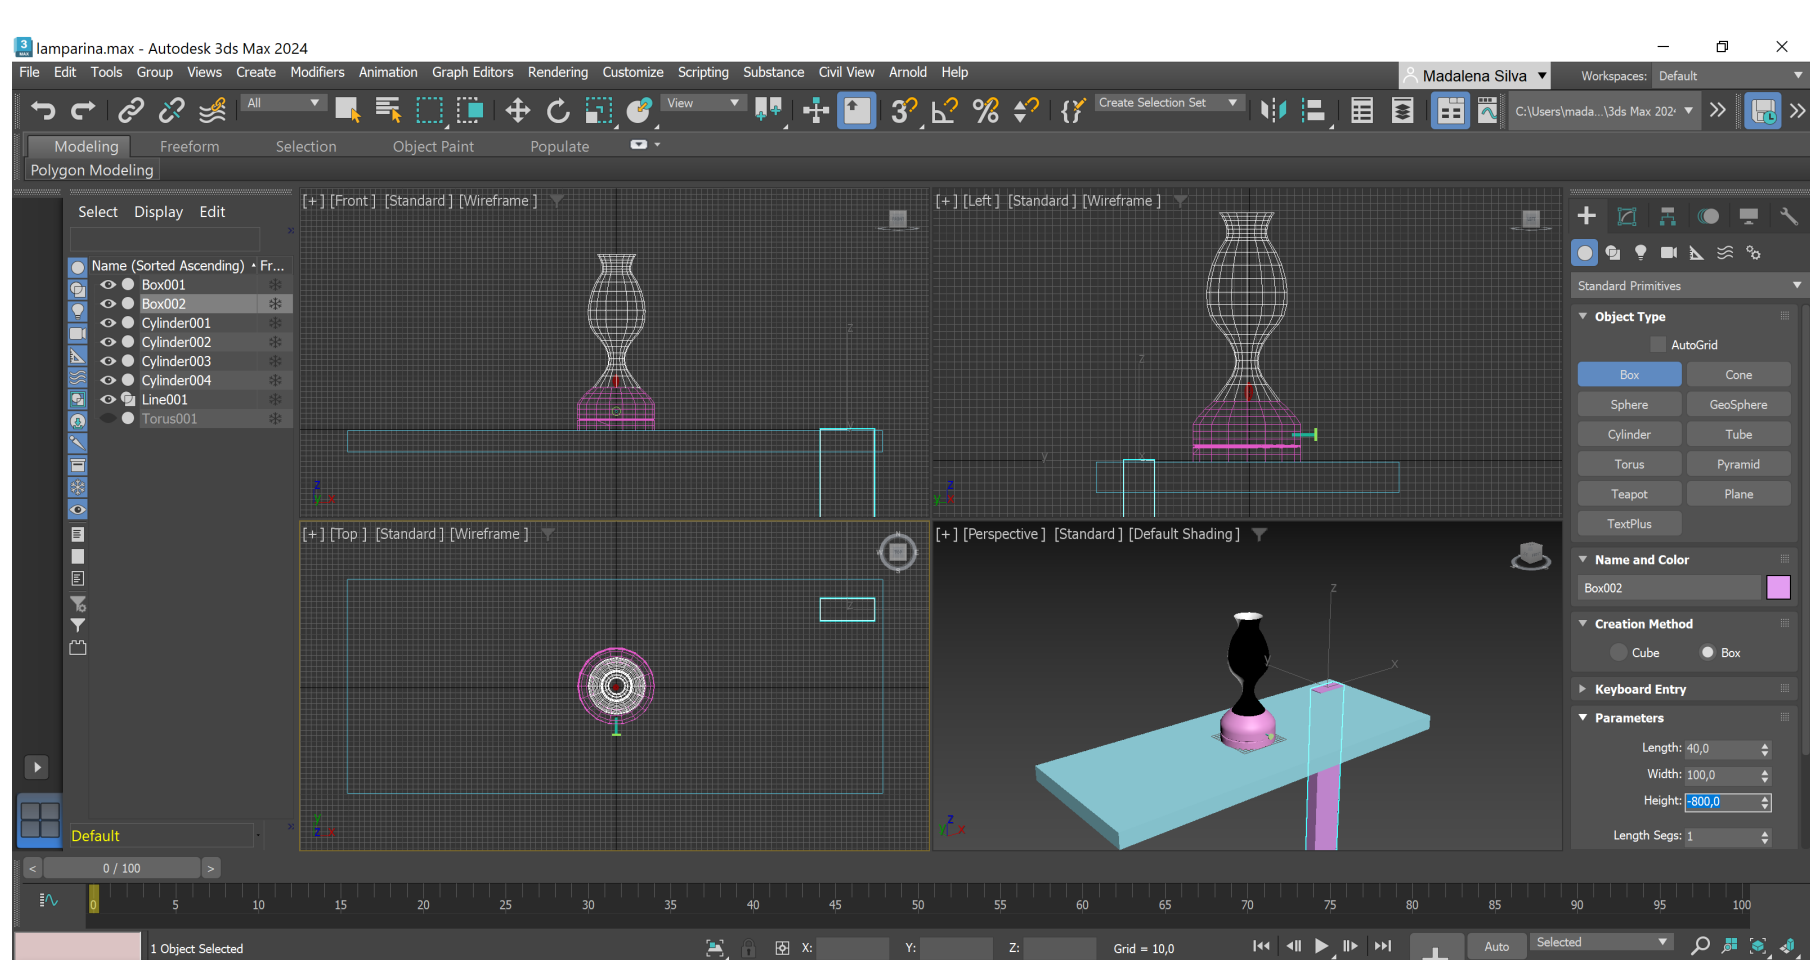 lamparina.max - Autodesk 3ds Max 2024
File Edit Tools Group Views Create Modifiers Animation Graph Editors Rendering Customize Scripting Substance Civil View Arnold Help
Madalena Silva
Workspaces: Default
All
View
Create Selection Set
C:\Users\mada...\3ds Max 202
Modeling Freeform Selection Object Paint Populate
Polygon Modeling
Select Display Edit
Name (Sorted Ascending) Fr...
Box001
Box002
Cylinder001
Cylinder002
Cylinder003
Cylinder004
Line001
Torus001
Default
[+] [Front] [Standard] [Wireframe]
z
z
y x
[+] [Left] [Standard] [Wireframe]
z
y x
z
y
[+] [Top] [Standard] [Wireframe]
N
W E
S
z
y
z x
[+] [Perspective] [Standard] [Default Shading]
z
y x
z
y x
Standard Primitives
Object Type
AutoGrid
Box Cone
Sphere GeoSphere
Cylinder Tube
Torus Pyramid
Teapot Plane
TextPlus
Name and Color
Box002
Creation Method
Cube Box
Keyboard Entry
Parameters
Length: 40,0
Width: 100,0
Height: -800,0
Length Segs: 1
< 0 / 100 >
0 5 10 15 20 25 30 35 40 45 50 55 60 65 70 75 80 85 90 95 100
1 Object Selected
X: Y: Z: Grid = 10,0
Auto Selected